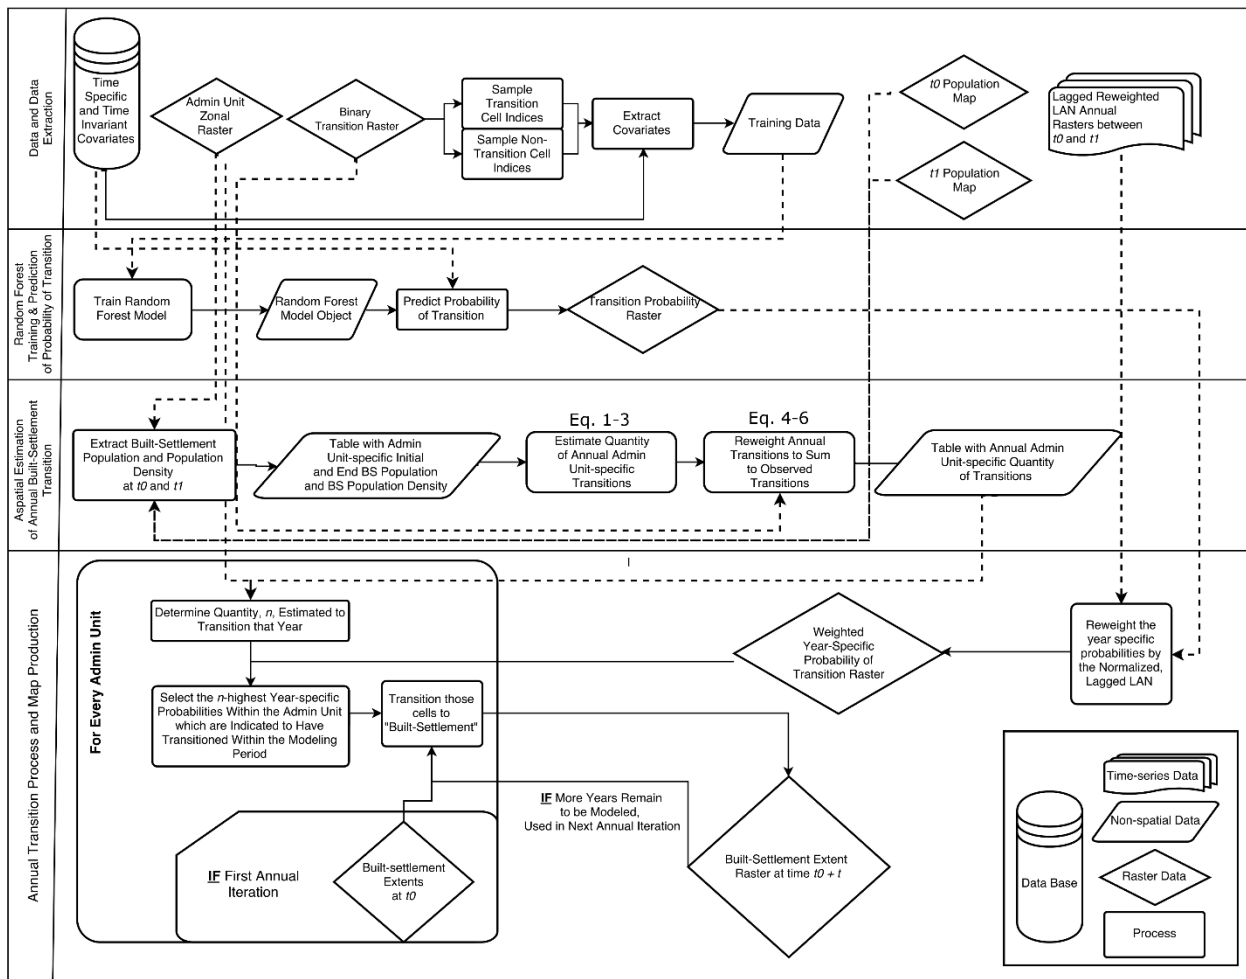 Data and Data
Extraction
Time
Specific
and Time
Invariant
Covariates
Admin Unit
Zonal
Raster
Binary
Transition Raster
Sample
Transition
Cell Indices
Sample Non-
Transition Cell
Indices
Extract
Covariates
Training Data
t0 Population
Map
t1 Population
Map
Lagged Reweighted
LAN Annual
Rasters between
t0 and t1
Random Forest
Training & Prediction
of Probability of Transition
Train Random
Forest Model
Random Forest
Model Object
Predict Probability
of Transition
Transition Probability
Raster
Aspatial Estimation
of Annual Built-Settlement
Transition
Extract Built-Settlement
Population and Population
Density
at t0 and t1
Table with Admin
Unit-specific Initial
and End BS Population
and BS Population Density
Eq. 1-3
Estimate Quantity
of Annual Admin
Unit-specific
Transitions
Eq. 4-6
Reweight Annual
Transitions to Sum
to Observed
Transitions
Table with Annual Admin
Unit-specific Quantity
of Transitions
Annual Transition Process and Map Production
For Every Admin Unit
Determine Quantity, n, Estimated to
Transition that Year
Select the n-highest Year-specific
Probabilities Within the Admin Unit
which are Indicated to Have
Transitioned Within the Modeling
Period
Transition those
cells to
"Built-Settlement"
IF First Annual
Iteration
Built-settlement
Extents
at t0
IF More Years Remain
to be Modeled,
Used in Next Annual Iteration
Built-Settlement Extent
Raster at time t0 + t
Weighted
Year-Specific
Probability of
Transition Raster
Reweight the
year specific
probabilities by
the Normalized,
Lagged LAN
Data Base
Time-series Data
Non-spatial Data
Raster Data
Process